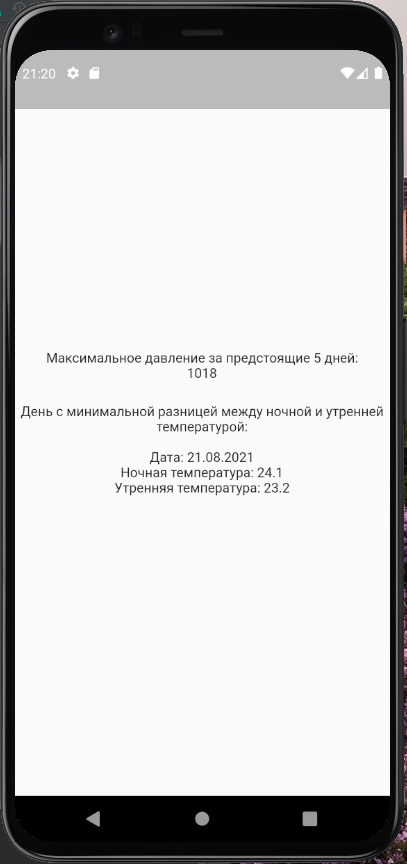 21:20
Максимальное давление за предстоящие 5 дней:
1018
День с минимальной разницей между ночной и утренней
температурой:
Дата: 21.08.2021
Ночная температура: 24.1
Утренняя температура: 23.2